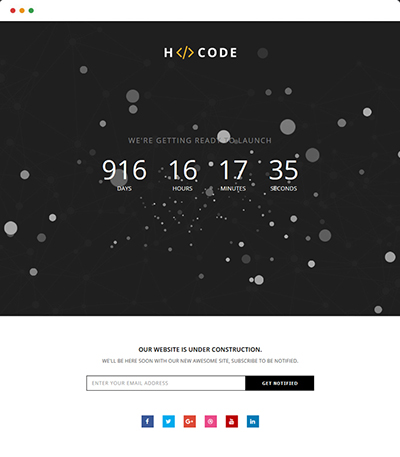 H</>CODE
WE'RE GETTING READY TO LAUNCH
916 16 17 35
DAYS HOURS MINUTES SECONDS
OUR WEBSITE IS UNDER CONSTRUCTION.
WE'LL BE HERE SOON WITH OUR NEW AWESOME SITE, SUBSCRIBE TO BE NOTIFIED.
ENTER YOUR EMAIL ADDRESS GET NOTIFIED